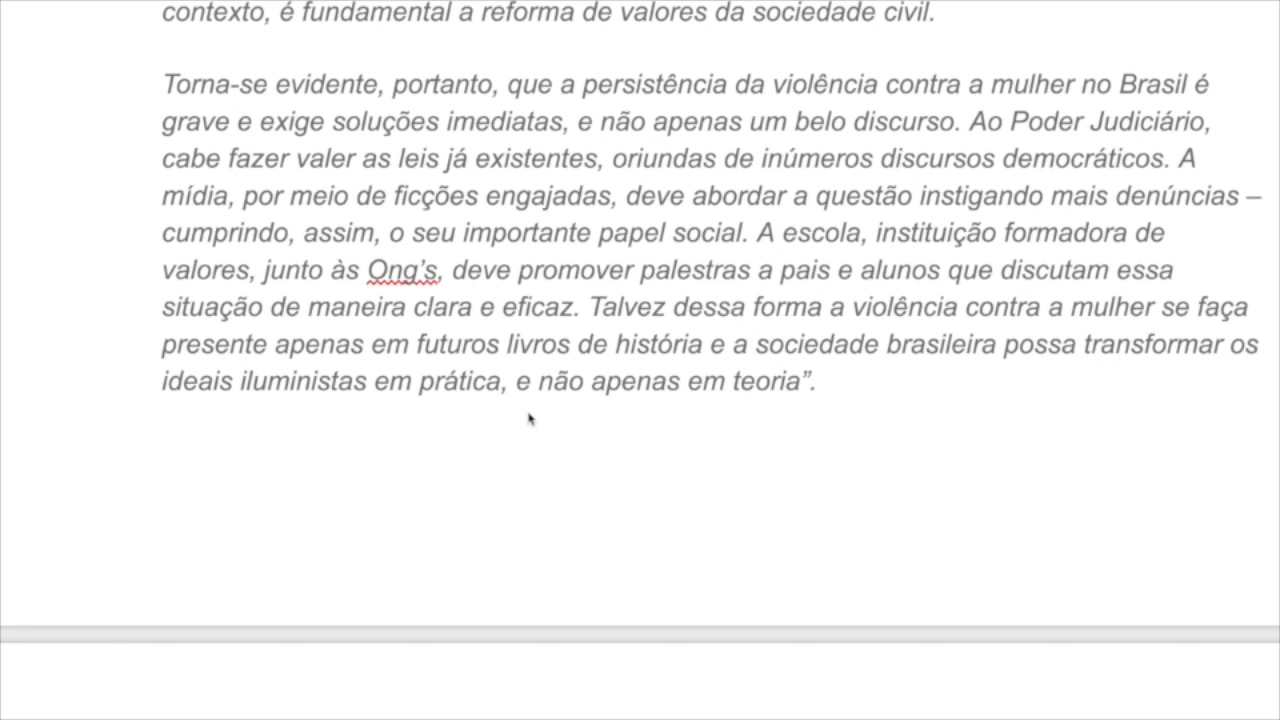 contexto, é fundamental a reforma de valores da sociedade civil.
Torna-se evidente, portanto, que a persistência da violência contra a mulher no Brasil é
grave e exige soluções imediatas, e não apenas um belo discurso. Ao Poder Judiciário,
cabe fazer valer as leis já existentes, oriundas de inúmeros discursos democráticos. A
mídia, por meio de ficções engajadas, deve abordar a questão instigando mais denúncias –
cumprindo, assim, o seu importante papel social. A escola, instituição formadora de
valores, junto às Ong’s, deve promover palestras a pais e alunos que discutam essa
situação de maneira clara e eficaz. Talvez dessa forma a violência contra a mulher se faça
presente apenas em futuros livros de história e a sociedade brasileira possa transformar os
ideais iluministas em prática, e não apenas em teoria”.